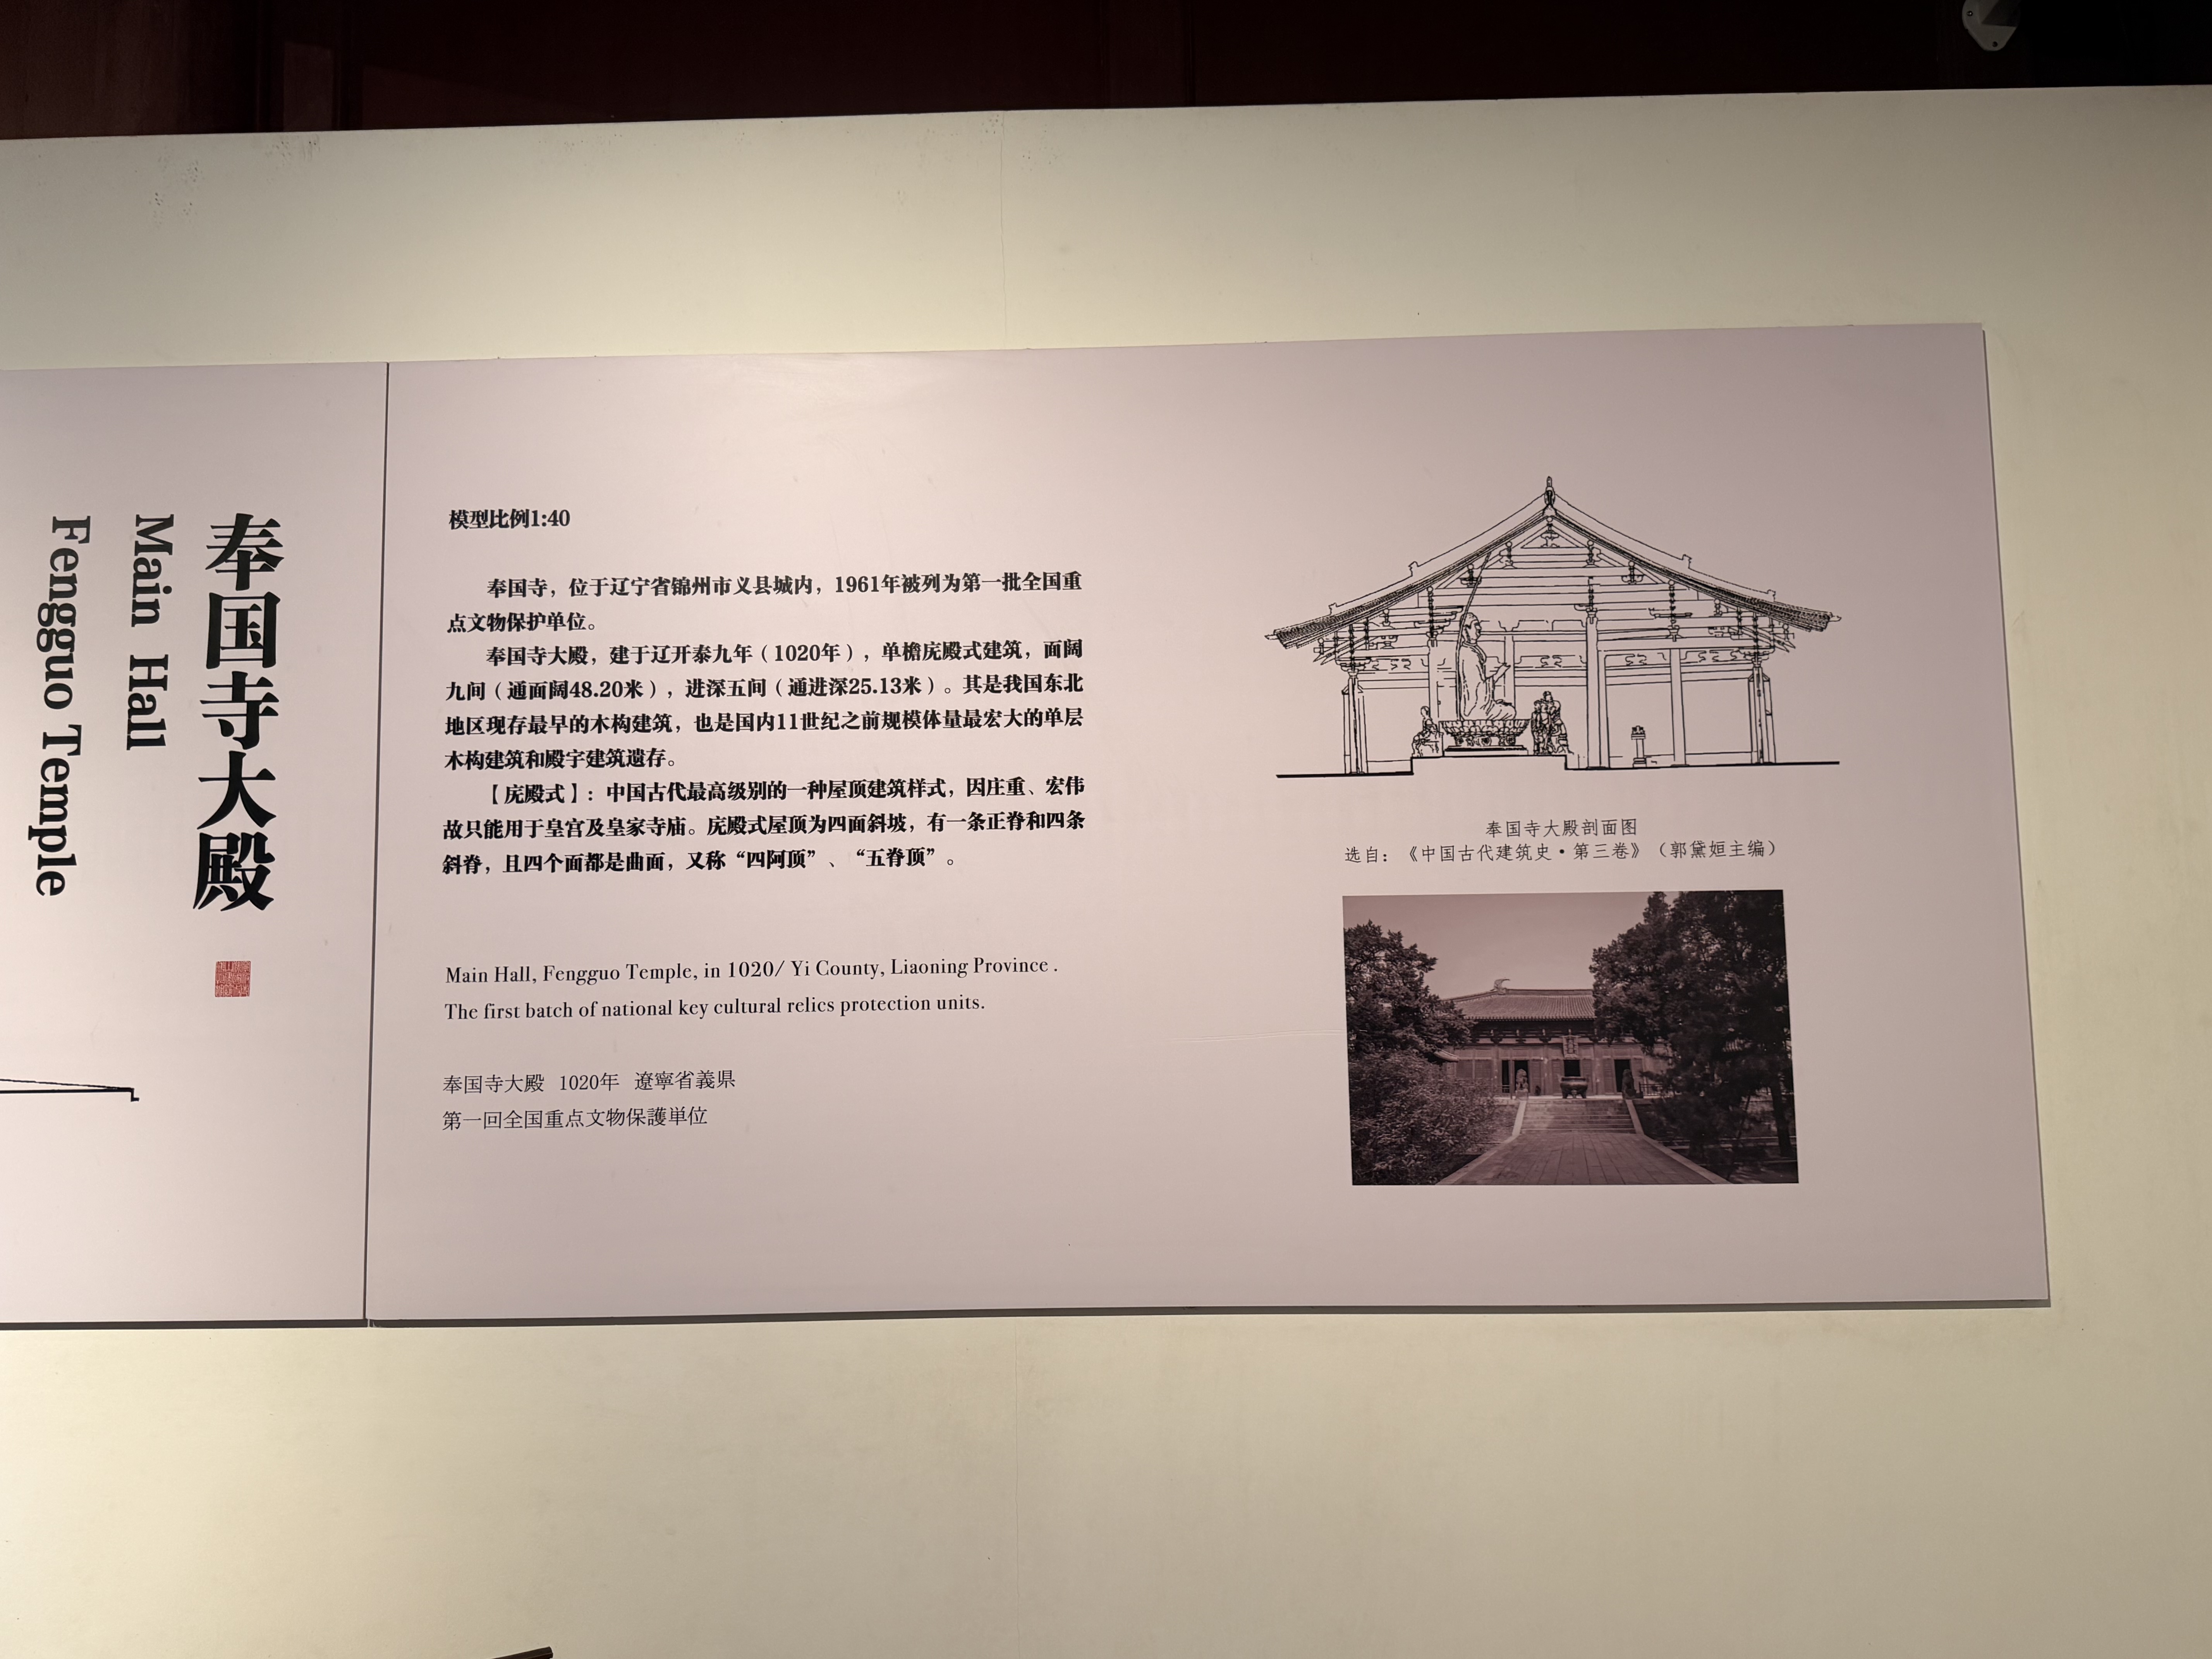 奉国寺大殿
Main Hall
Fengguo Temple
模型比例1:40
奉国寺，位于辽宁省锦州市义县城内，1961年被列为第一批全国重
点文物保护单位。
奉国寺大殿，建于辽开泰九年（1020年），单檐庑殿式建筑，面阔
九间（通面阔48.20米），进深五间（通进深25.13米）。其是我国东北
地区现存最早的木构建筑，也是国内11世纪之前规模体量最宏大的单层
木构建筑和殿宇建筑遗存。
【庑殿式】：中国古代最高级别的一种屋顶建筑样式，因庄重、宏伟
故只能用于皇宫及皇家寺庙。庑殿式屋顶为四面斜坡，有一条正脊和四条
斜脊，且四个面都是曲面，又称“四阿顶”、“五脊顶”。
Main Hall, Fengguo Temple, in 1020/ Yi County, Liaoning Province .
The first batch of national key cultural relics protection units.
奉国寺大殿 1020年 遼寧省義県
第一回全国重点文物保護単位
奉国寺大殿剖面图
选自：《中国古代建筑史·第三卷》（郭黛姮主编）